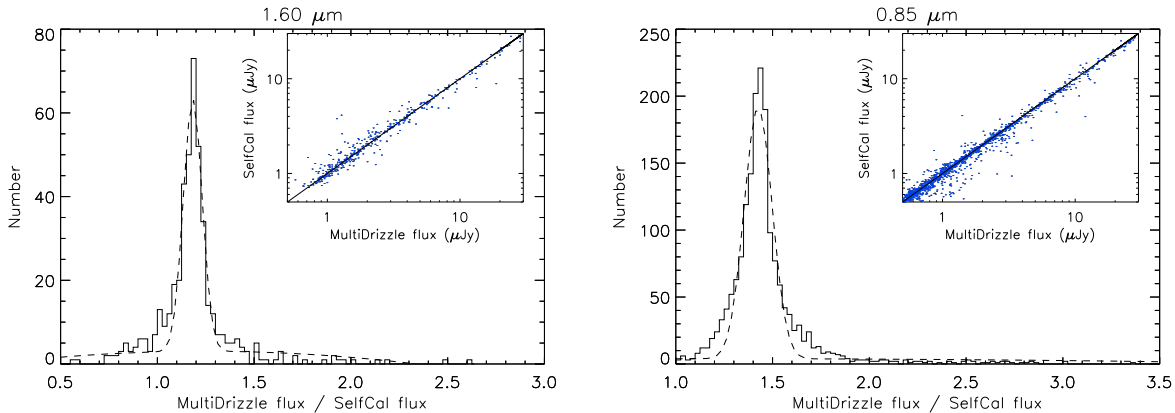 1.60 μm
80
60
40
20
0
Number
0.5 1.0 1.5 2.0 2.5 3.0
MultiDrizzle flux / SelfCal flux
10
1
SelfCal flux (μJy)
1 10
MultiDrizzle flux (μJy)
0.85 μm
250
200
150
100
50
0
Number
1.0 1.5 2.0 2.5 3.0 3.5
MultiDrizzle flux / SelfCal flux
10
1
SelfCal flux (μJy)
1 10
MultiDrizzle flux (μJy)